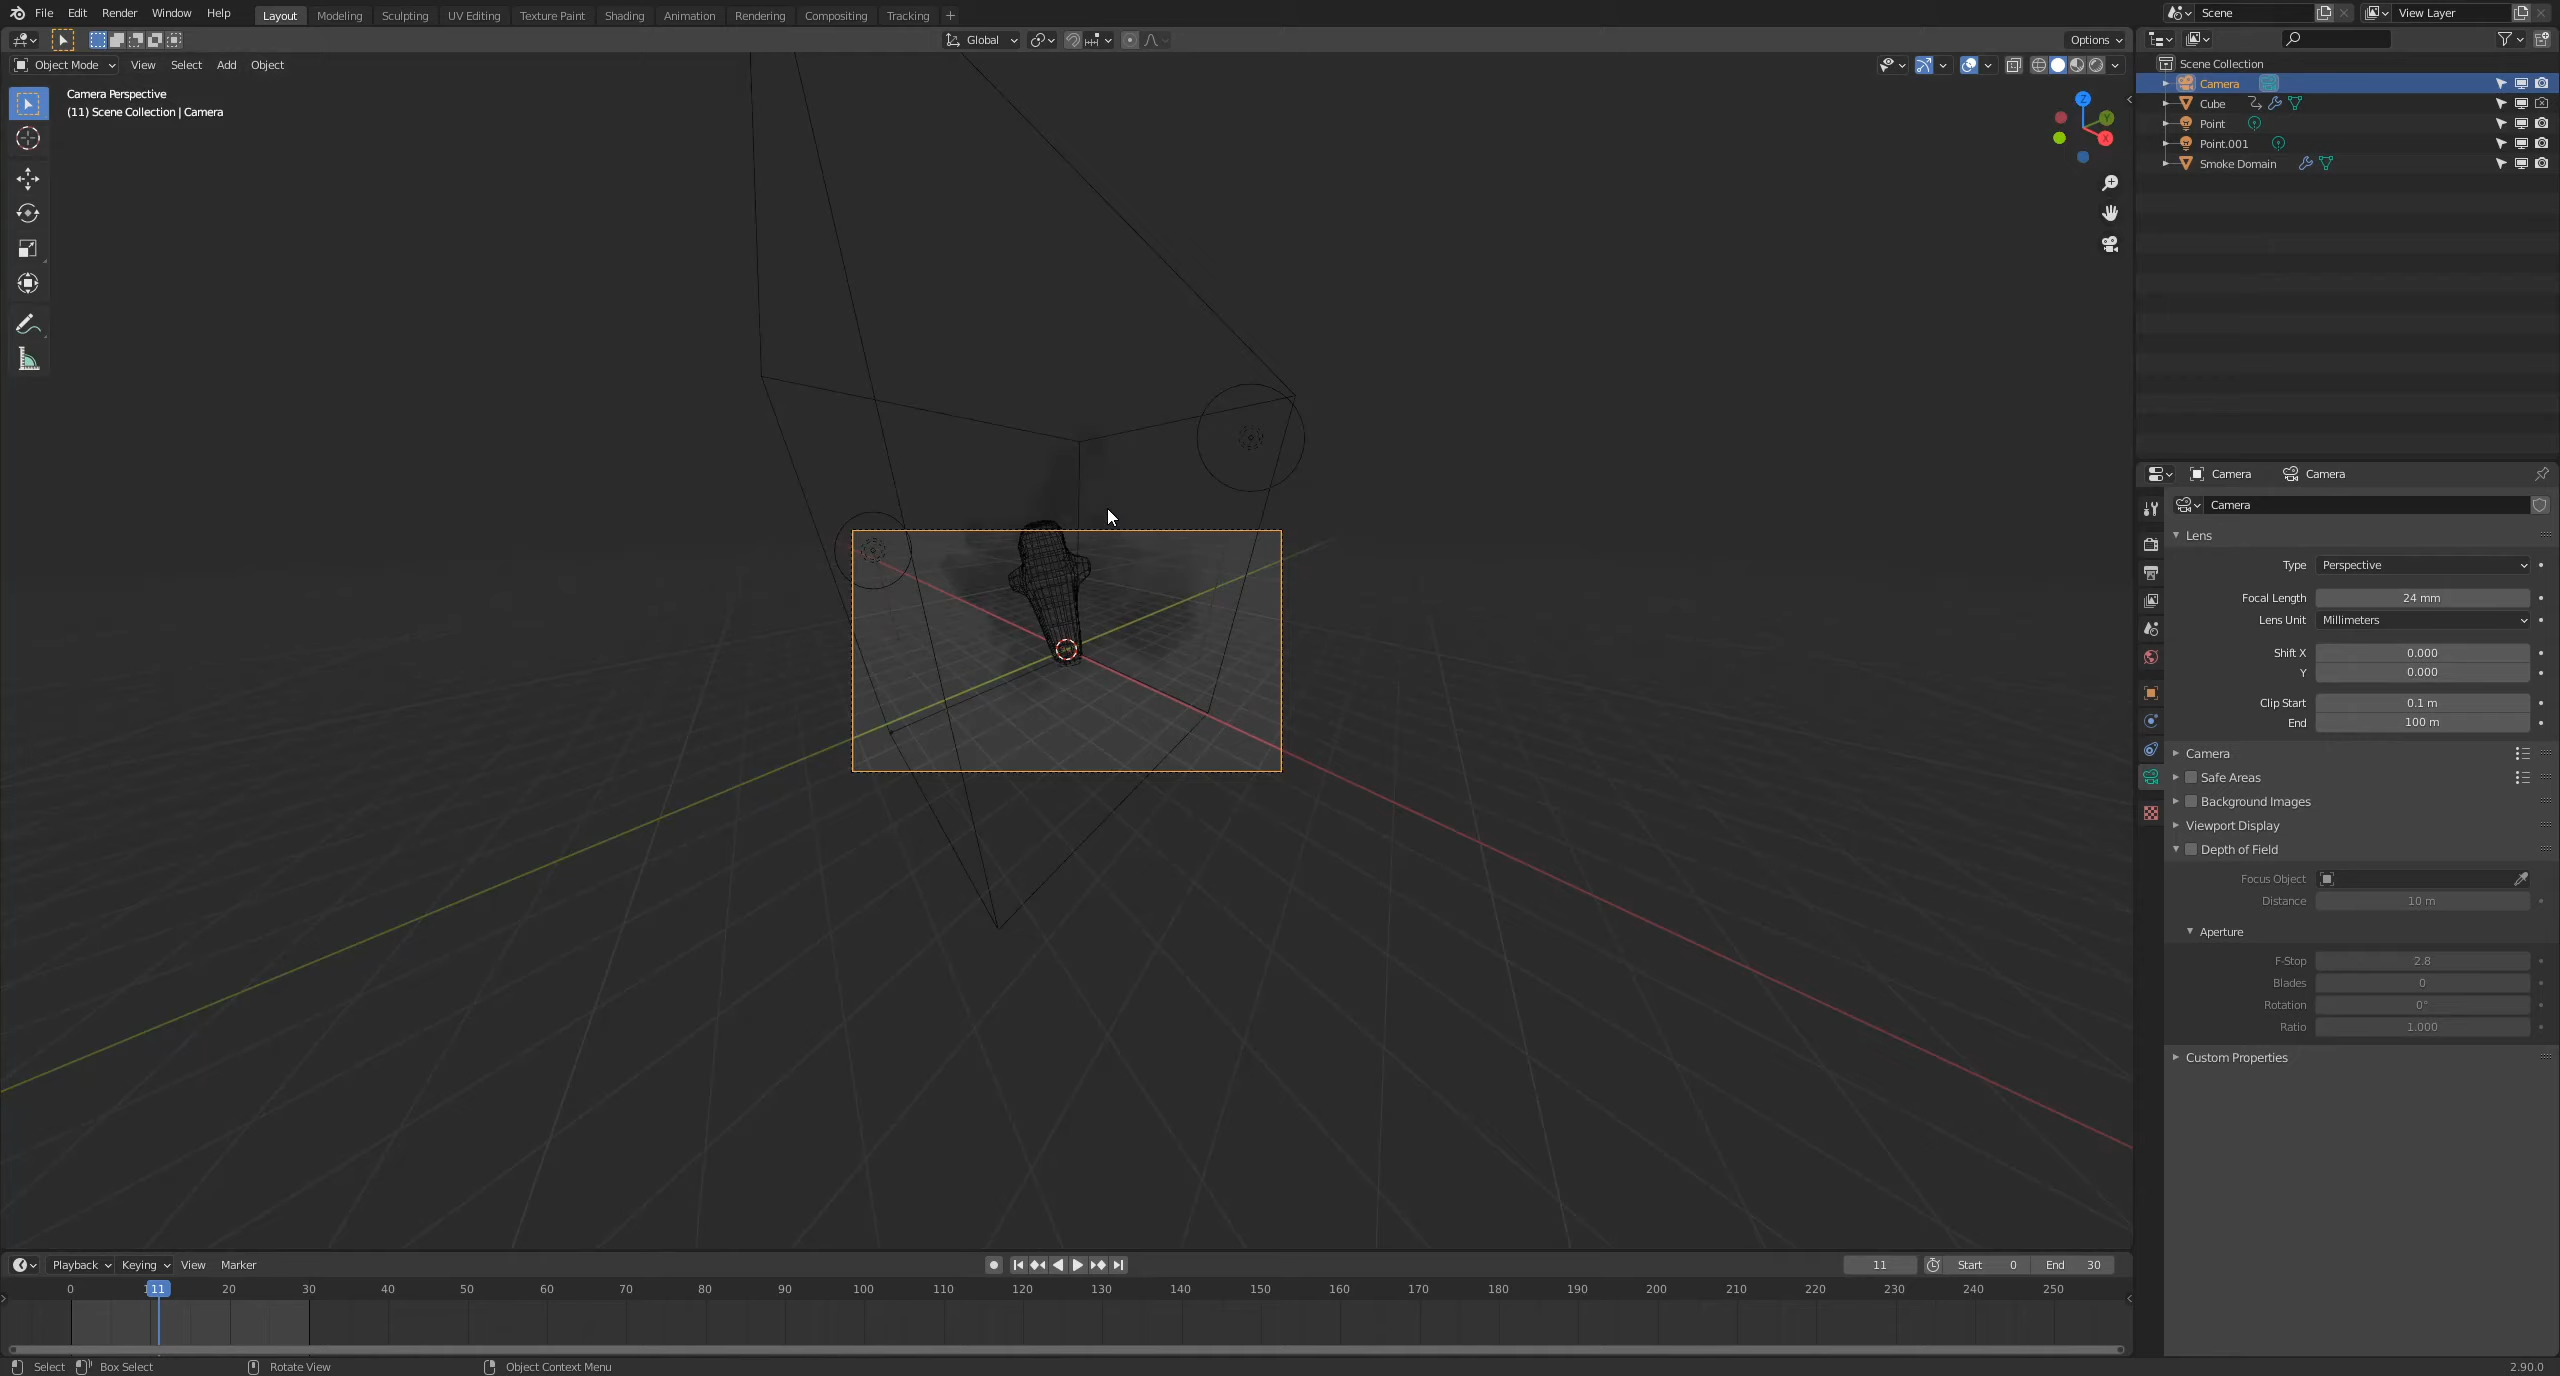 File Edit Render Window Help Layout Modeling Sculpting UV Editing Texture Paint Shading Animation Rendering Compositing Tracking + Scene View Layer
Global Options
Object Mode View Select Add Object
Camera Perspective
(11) Scene Collection | Camera
Z
Y
X
Scene Collection
Camera
Cube
Point
Point.001
Smoke Domain
Camera Camera
Camera
Lens
Type Perspective
Focal Length 24 mm
Lens Unit Millimeters
Shift X 0.000
Y 0.000
Clip Start 0.1 m
End 100 m
Camera
Safe Areas
Background Images
Viewport Display
Depth of Field
Focus Object
Distance 10 m
Aperture
F-Stop 2.8
Blades 0
Rotation 0°
Ratio 1.000
Custom Properties
Playback Keying View Marker 11 Start 0 End 30
0 11 20 30 40 50 60 70 80 90 100 110 120 130 140 150 160 170 180 190 200 210 220 230 240 250
Select Box Select Rotate View Object Context Menu 2.90.0